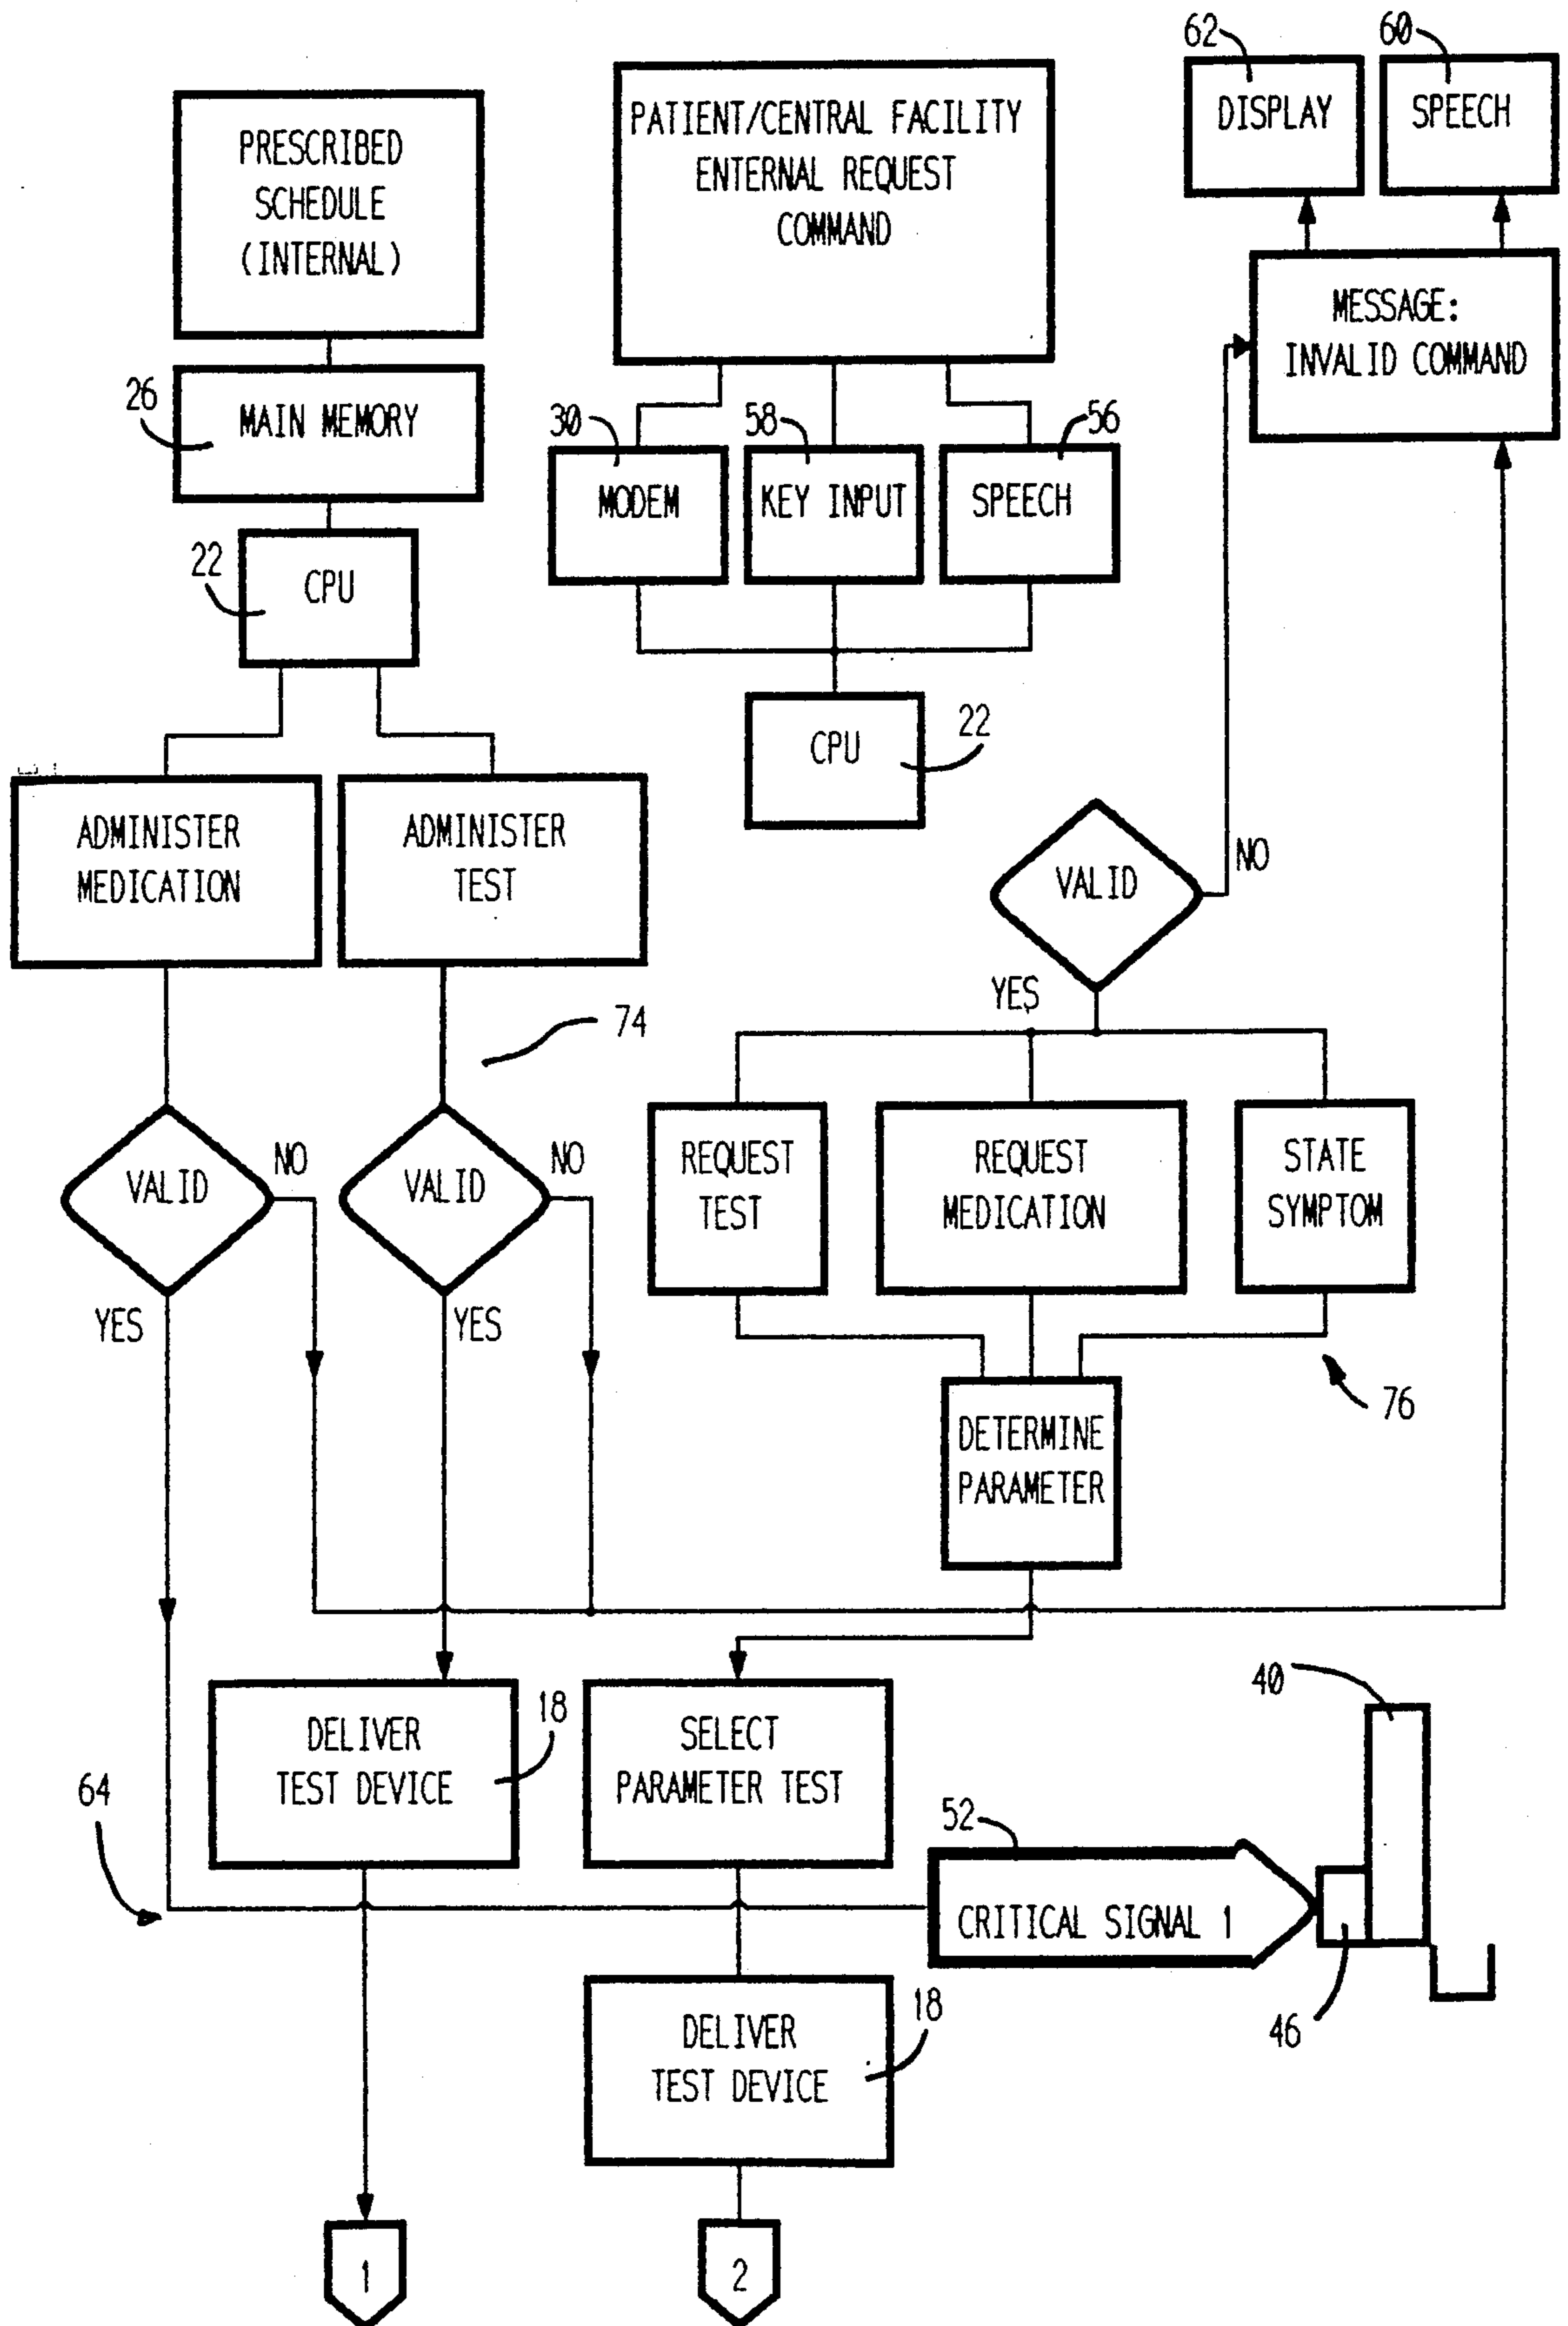 62
60
DISPLAY
SPEECH
PRESCRIBED
SCHEDULE
(INTERNAL)
PATIENT/CENTRAL FACILITY
ENTERNAL REQUEST
COMMAND
MESSAGE:
INVALID COMMAND
26
MAIN MEMORY
30
58
56
MODEM
KEY INPUT
SPEECH
22
CPU
CPU
22
ADMINISTER
MEDICATION
ADMINISTER
TEST
VALID
NO
YES
74
VALID
NO
YES
VALID
NO
YES
REQUEST
TEST
REQUEST
MEDICATION
STATE
SYMPTOM
76
DETERMINE
PARAMETER
DELIVER
TEST DEVICE
18
SELECT
PARAMETER TEST
40
64
52
CRITICAL SIGNAL 1
46
DELIVER
TEST DEVICE
18
1
2